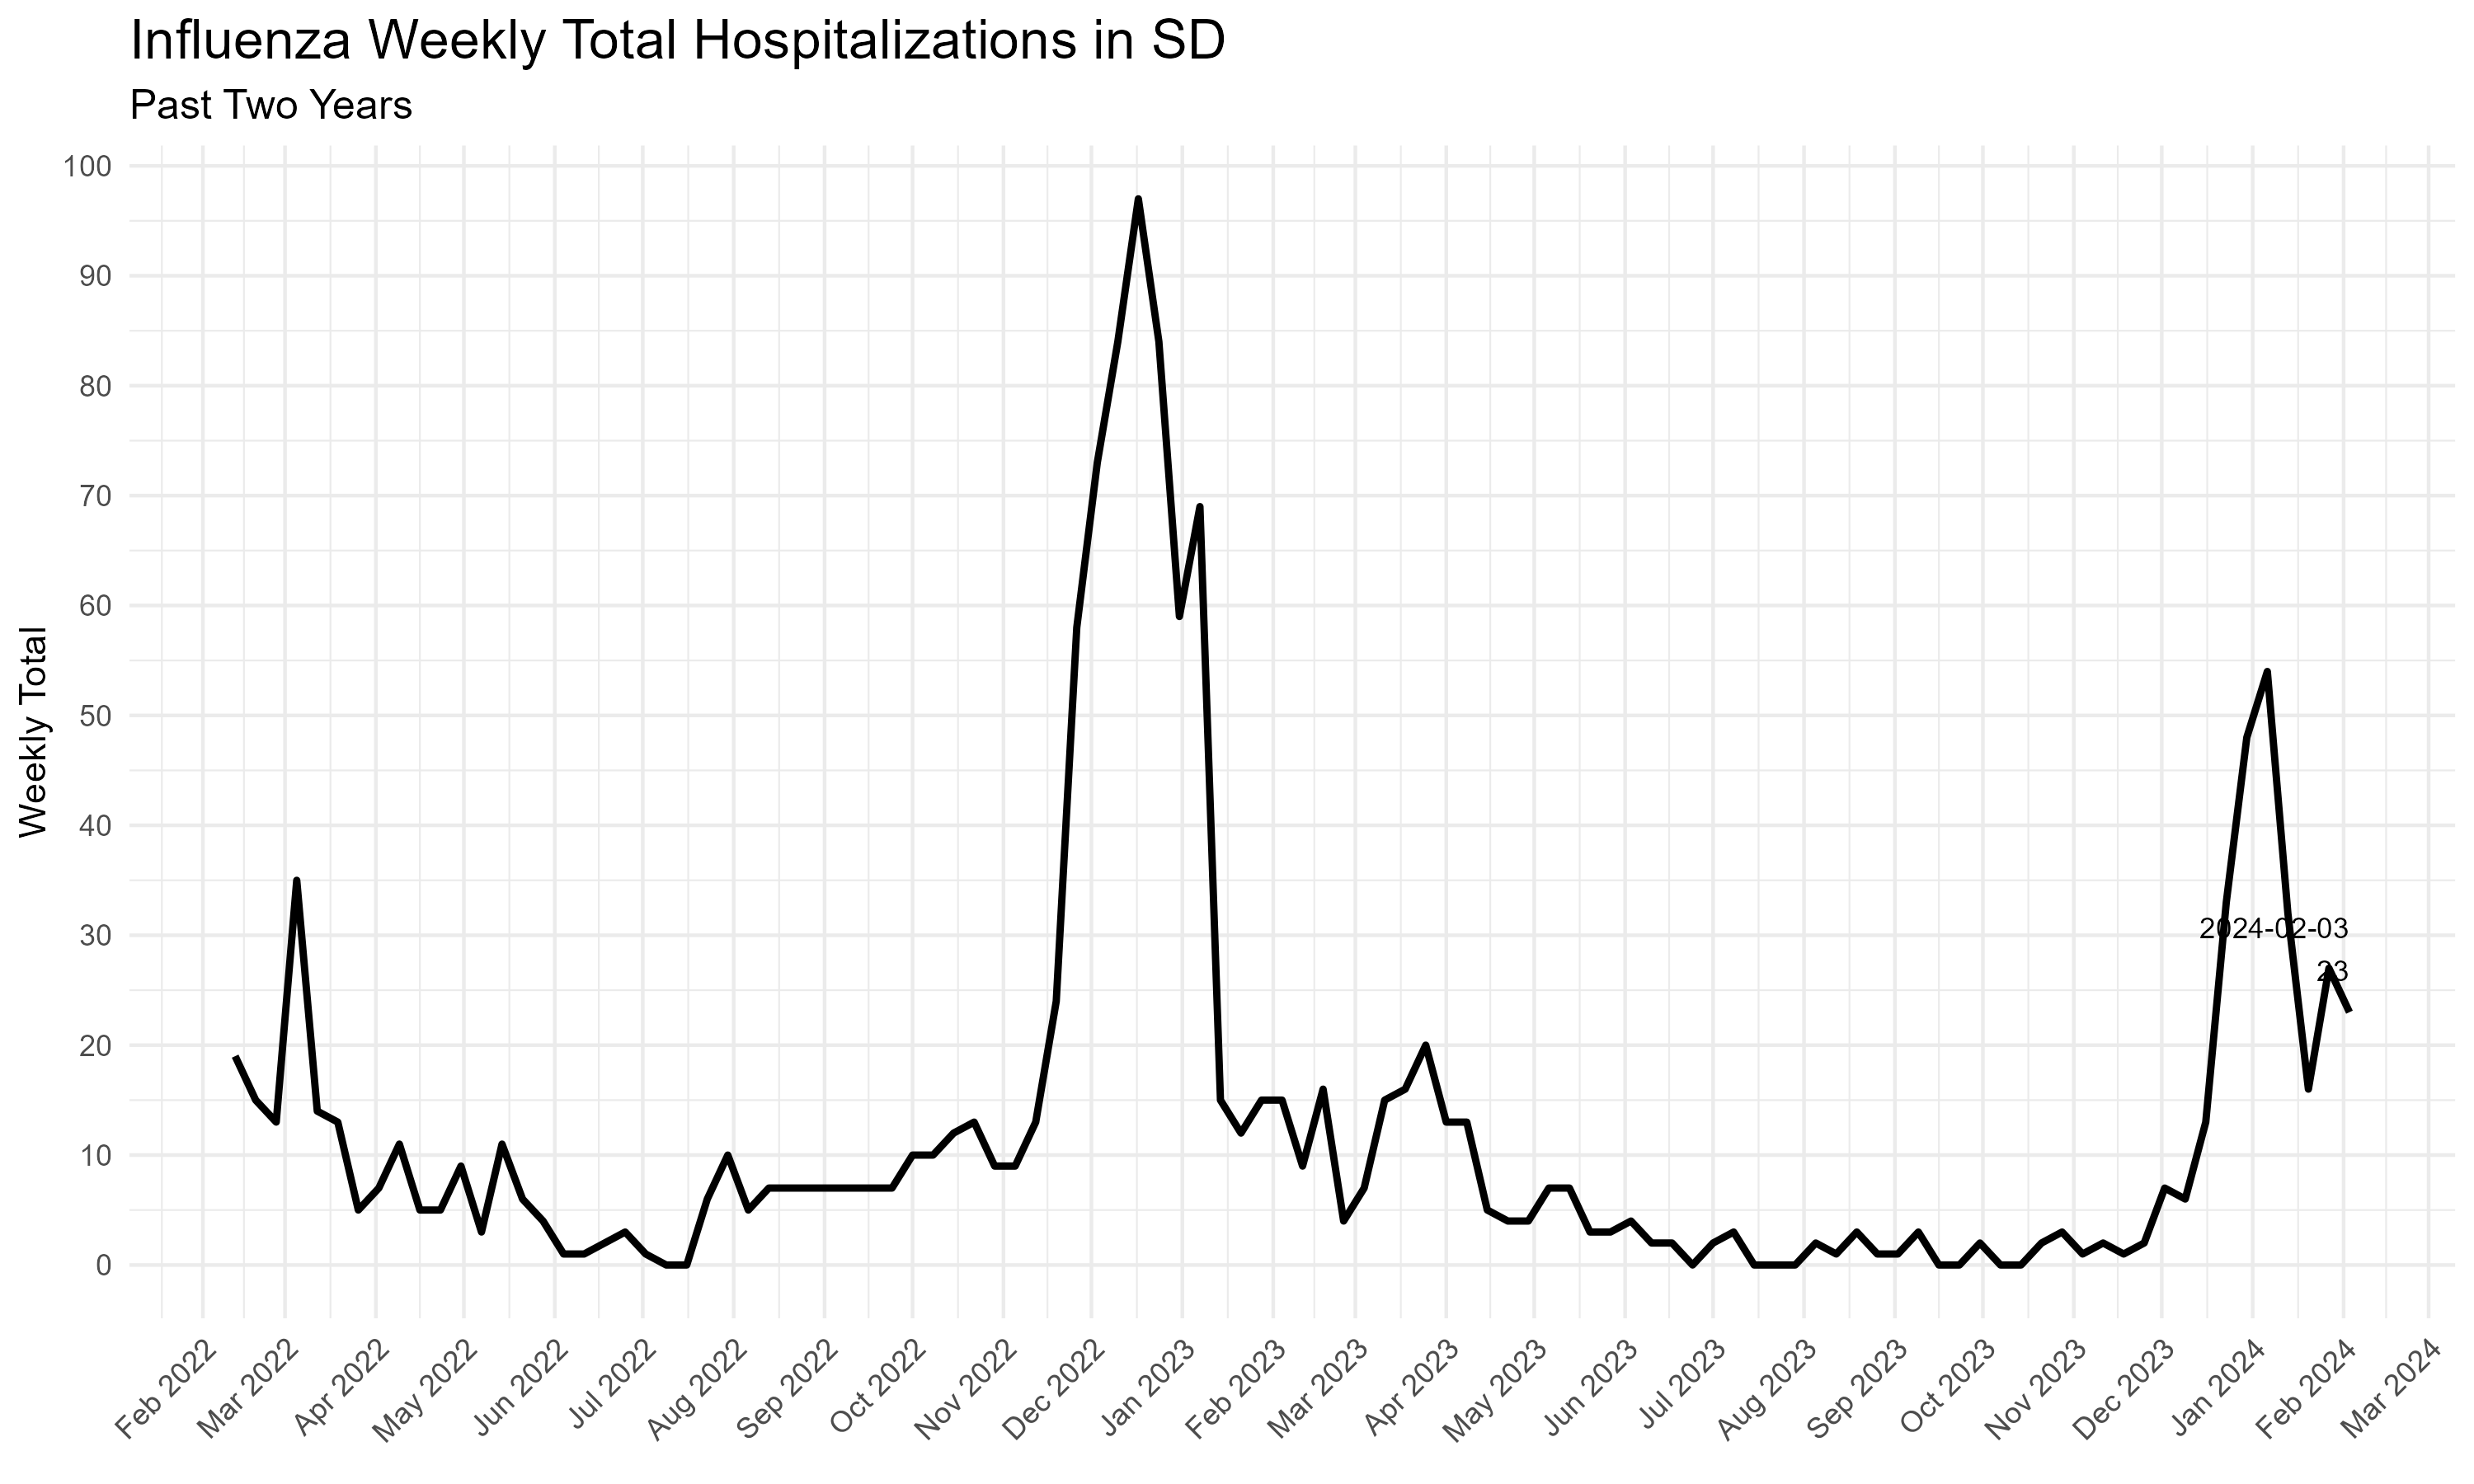 Influenza Weekly Total Hospitalizations in SD
Past Two Years
Weekly Total
100
90
80
70
60
50
40
30
20
10
0
2024-02-03
23
Feb 2022
Mar 2022
Apr 2022
May 2022
Jun 2022
Jul 2022
Aug 2022
Sep 2022
Oct 2022
Nov 2022
Dec 2022
Jan 2023
Feb 2023
Mar 2023
Apr 2023
May 2023
Jun 2023
Jul 2023
Aug 2023
Sep 2023
Oct 2023
Nov 2023
Dec 2023
Jan 2024
Feb 2024
Mar 2024